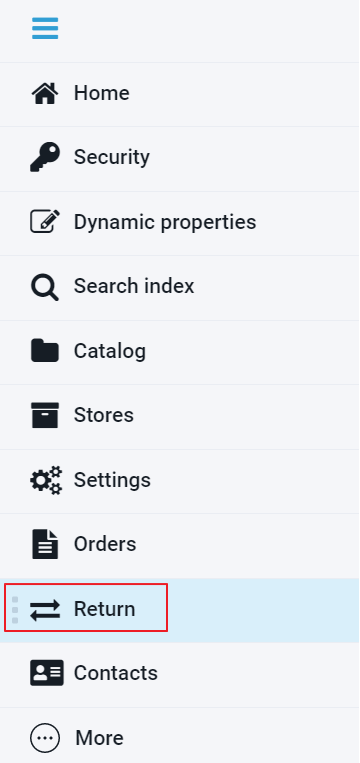 Home
Security
Dynamic properties
Search index
Catalog
Stores
Settings
Orders
Return
Contacts
More